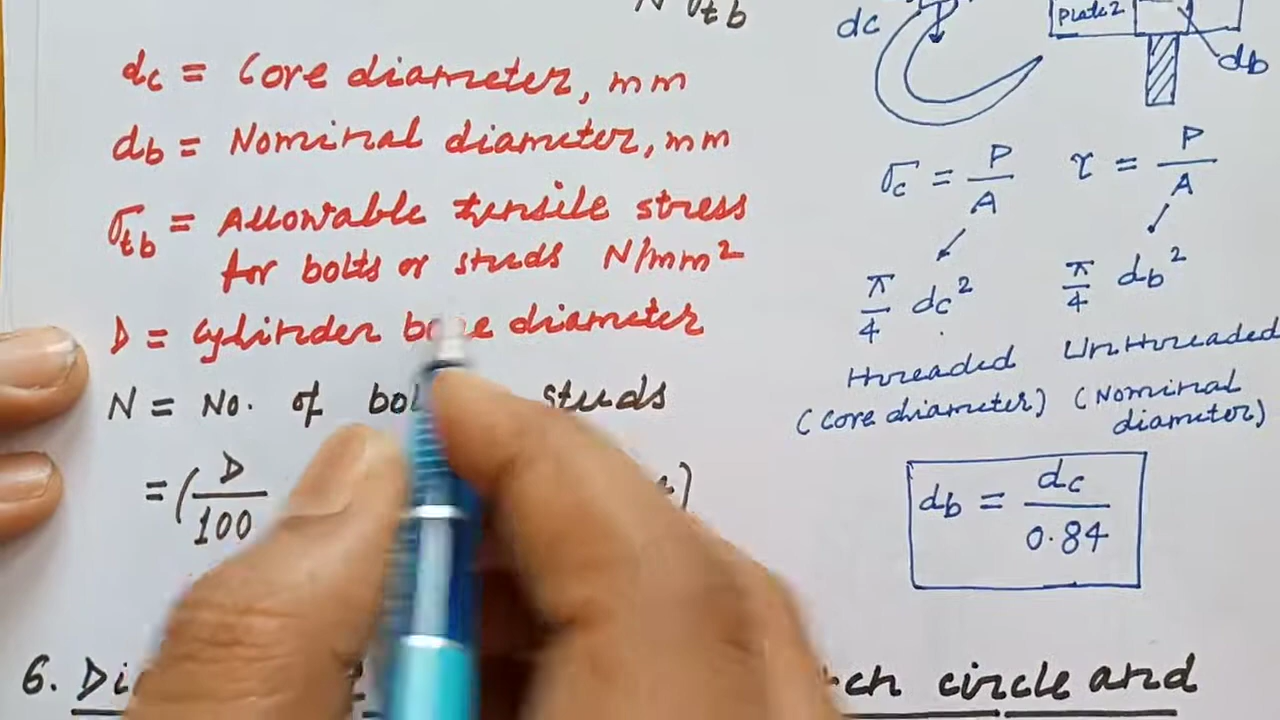 N σtb
dc = Core diameter, mm
db = Nominal diameter, mm
σtb = Allowable tensile stress
for bolts or studs N/mm²
D = Cylinder bore diameter
N = No. of studs
= (D/100
6. circle and
dc
Plate 2
db
σc = P/A
τ = P/A
π/4 dc²
π/4 db²
Threaded
(Core diameter)
Unthreaded
(Nominal
diameter)
db = dc/0.84